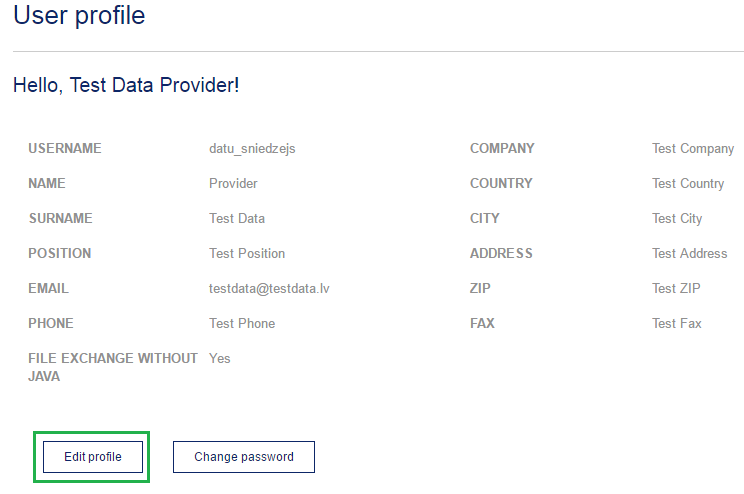 User profile
Hello, Test Data Provider!
USERNAME datu_sniedzejs COMPANY Test Company
NAME Provider COUNTRY Test Country
SURNAME Test Data CITY Test City
POSITION Test Position ADDRESS Test Address
EMAIL testdata@testdata.lv ZIP Test ZIP
PHONE Test Phone FAX Test Fax
FILE EXCHANGE WITHOUT Yes
JAVA
Edit profile Change password